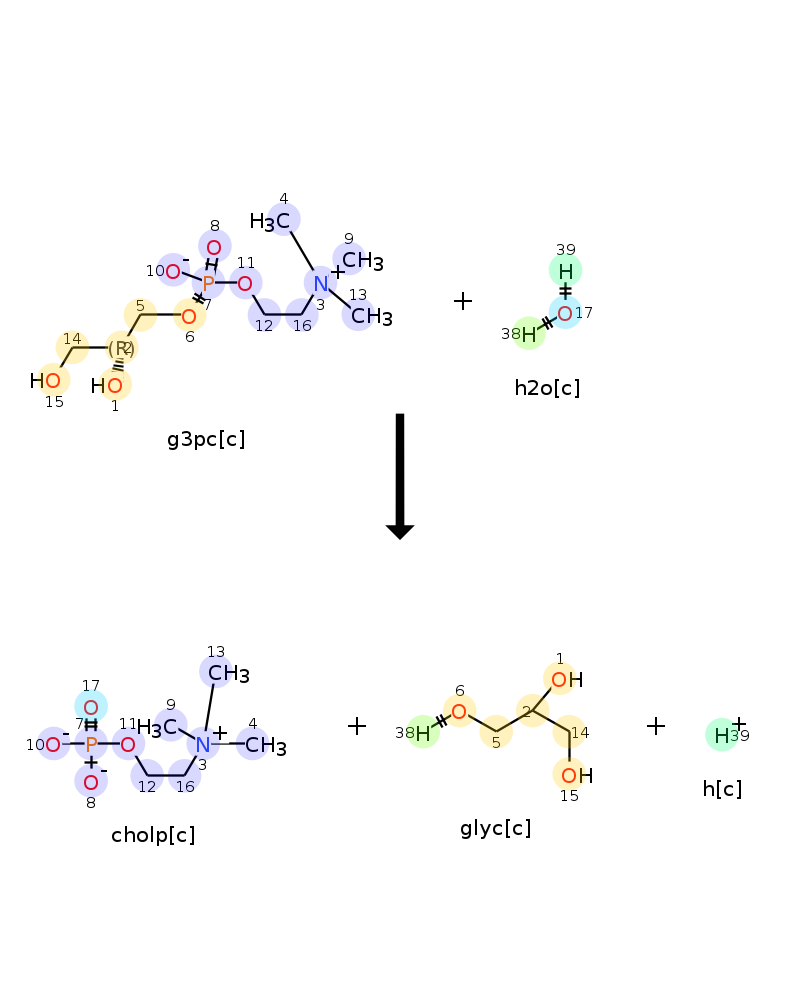 4
H3C
8
O
9
CH3
39
H
10
O
-
11
O
N
+
P
7
3
13
CH3
+
O
17
38
H
5
O
6
12
16
14
(R)
2
HO
15
HO
1
h2o[c]
g3pc[c]
13
CH3
17
O
9
H3C
4
CH3
7
10
O
-
P
+
11
O
N
+
3
O
-
8
12
16
+
1
OH
6
O
2
38
H
5
14
OH
15
+
H
+
39
cholp[c]
glyc[c]
h[c]